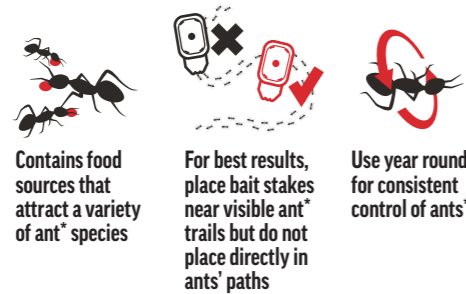 Contains food
sources that
attract a variety
of ant* species
For best results,
place bait stakes
near visible ant*
trails but do not
place directly in
ants' paths
Use year round
for consistent
control of ants*